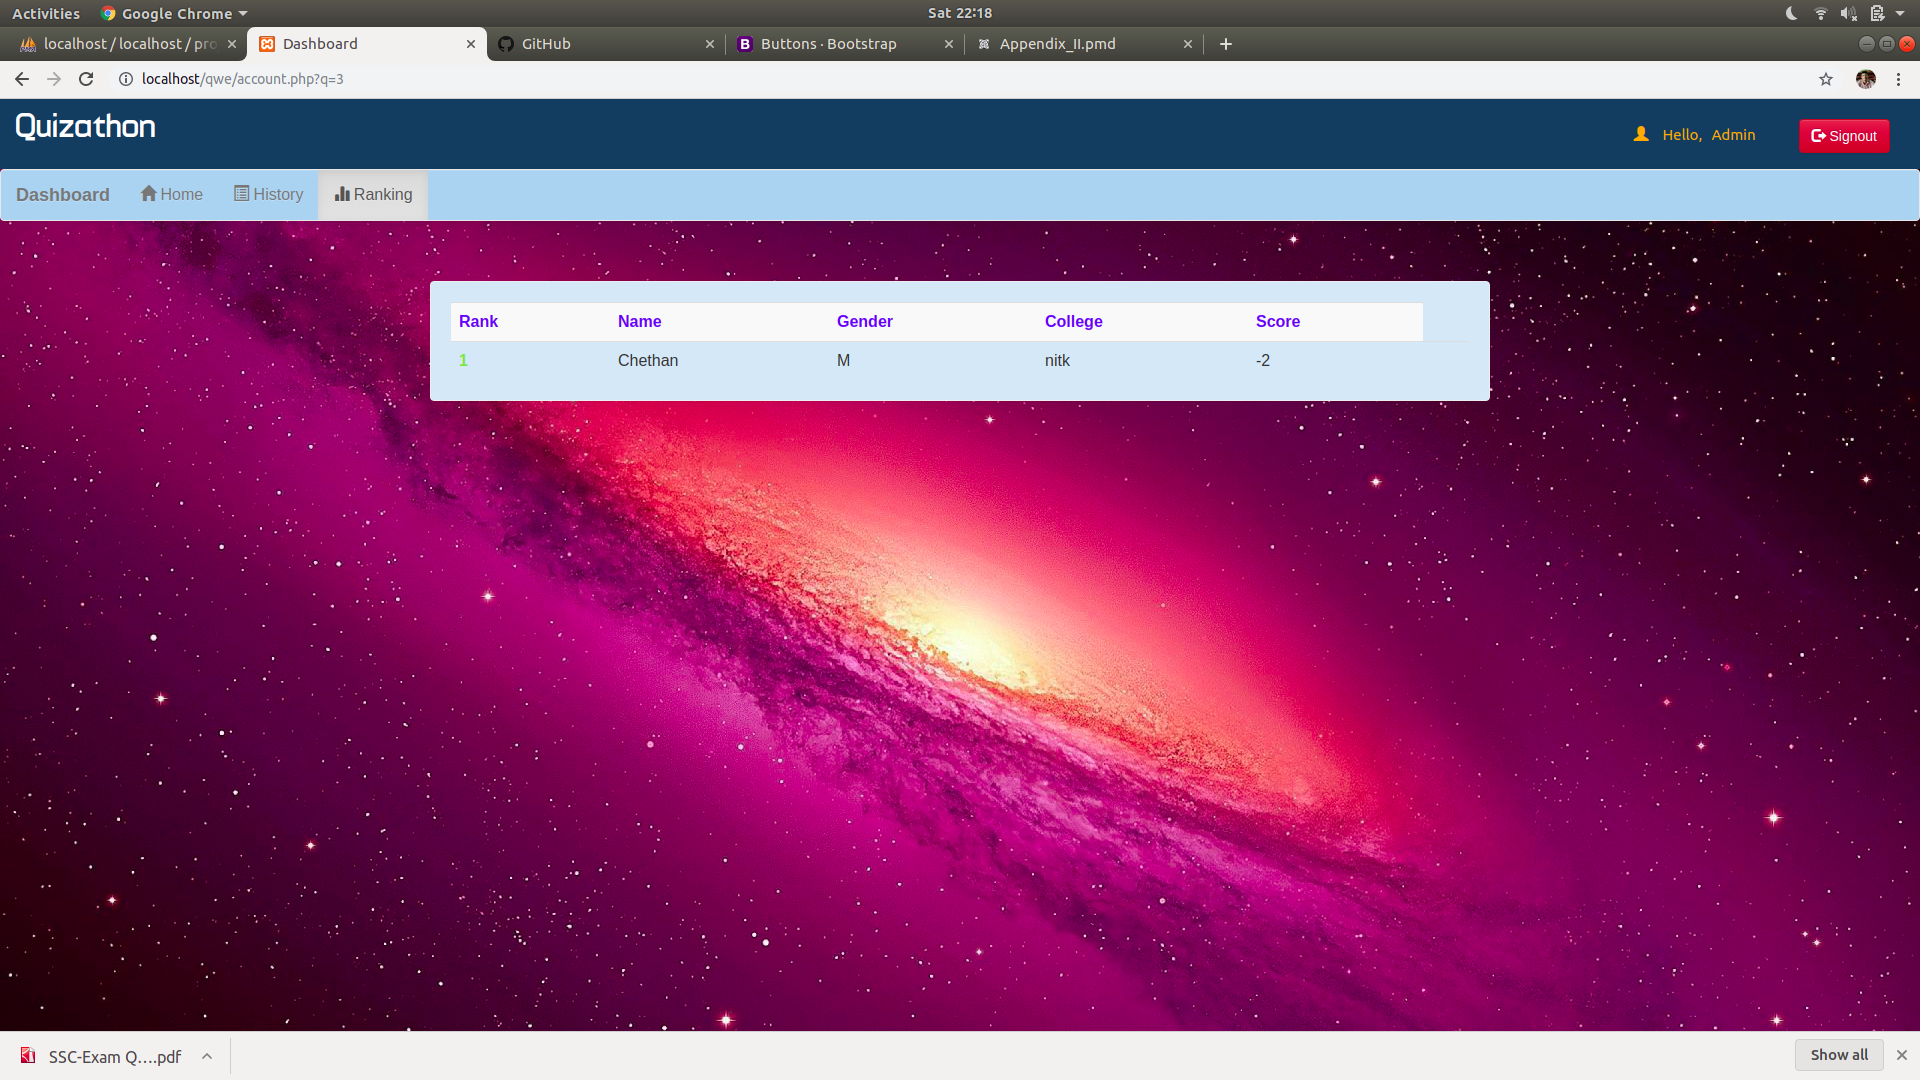 Activities Google Chrome Sat 22:18
localhost / localhost / pro Dashboard GitHub Buttons · Bootstrap Appendix_II.pmd
localhost/qwe/account.php?q=3
Quizathon Hello, Admin Signout
Dashboard Home History Ranking
Rank Name Gender College Score
1 Chethan M nitk -2
SSC-Exam Q....pdf Show all